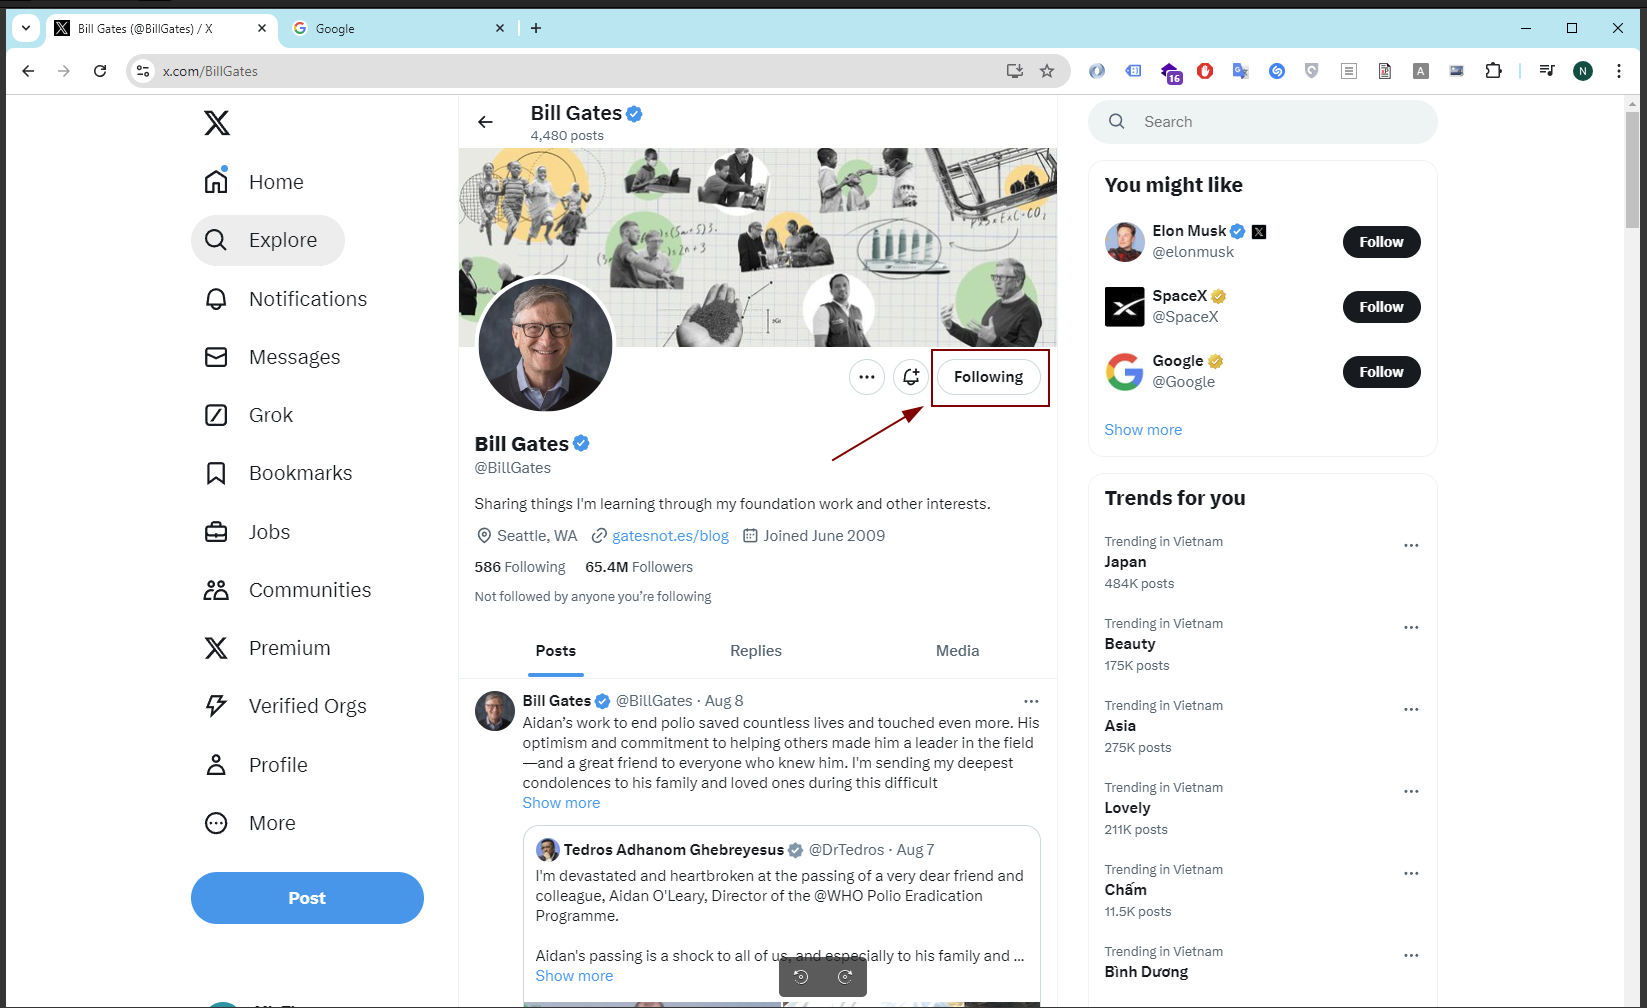 Bill Gates (@BillGates) / X
Google
x.com/BillGates
16
A
N
Home
Explore
Notifications
Messages
Grok
Bookmarks
Jobs
Communities
Premium
Verified Orgs
Profile
More
Post
Bill Gates
4,480 posts
Following
Bill Gates
@BillGates
Sharing things I'm learning through my foundation work and other interests.
Seattle, WA gatesnot.es/blog Joined June 2009
586 Following 65.4M Followers
Not followed by anyone you’re following
Posts Replies Media
Bill Gates @BillGates · Aug 8
Aidan’s work to end polio saved countless lives and touched even more. His
optimism and commitment to helping others made him a leader in the field
—and a great friend to everyone who knew him. I'm sending my deepest
condolences to his family and loved ones during this difficult
Show more
Tedros Adhanom Ghebreyesus @DrTedros · Aug 7
I'm devastated and heartbroken at the passing of a very dear friend and
colleague, Aidan O'Leary, Director of the @WHO Polio Eradication
Programme.
Aidan's passing is a shock to all of us, and especially to his family and ...
Show more
Search
You might like
Elon Musk
@elonmusk
Follow
SpaceX
@SpaceX
Follow
Google
@Google
Follow
Show more
Trends for you
Trending in Vietnam
Japan
484K posts
Trending in Vietnam
Beauty
175K posts
Trending in Vietnam
Asia
275K posts
Trending in Vietnam
Lovely
211K posts
Trending in Vietnam
Chấm
11.5K posts
Trending in Vietnam
Bình Dương